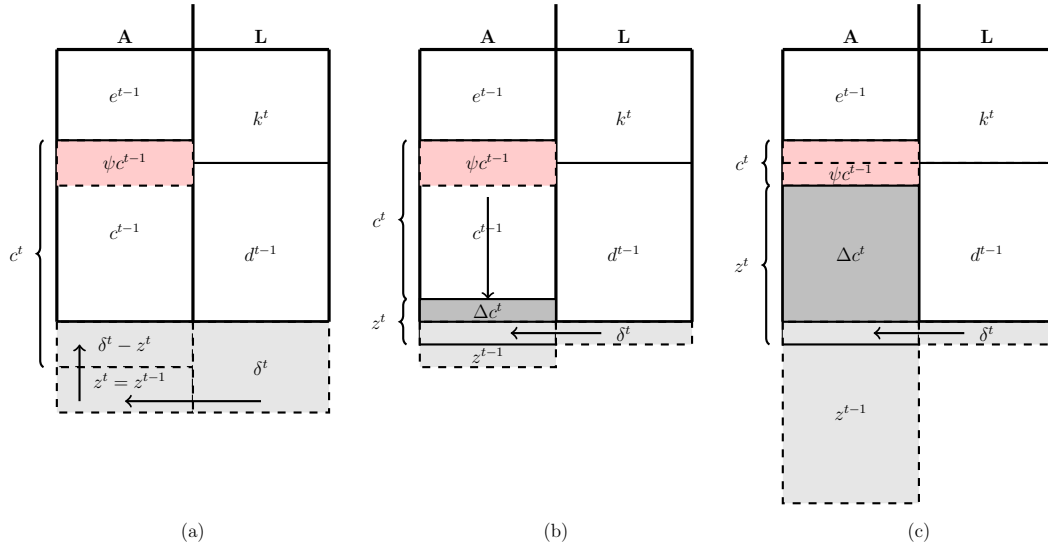 A L
e^{t-1}
k^t
ψc^{t-1}
c^{t-1}
c^t
d^{t-1}
δ^t − z^t
z^t = z^{t-1}
δ^t
(a)
A L
e^{t-1}
k^t
ψc^{t-1}
c^t
c^{t-1}
d^{t-1}
Δc^t
z^t
δ^t
z^{t-1}
(b)
A L
e^{t-1}
k^t
c^t
ψc^{t-1}
z^t
Δc^t
d^{t-1}
δ^t
z^{t-1}
(c)